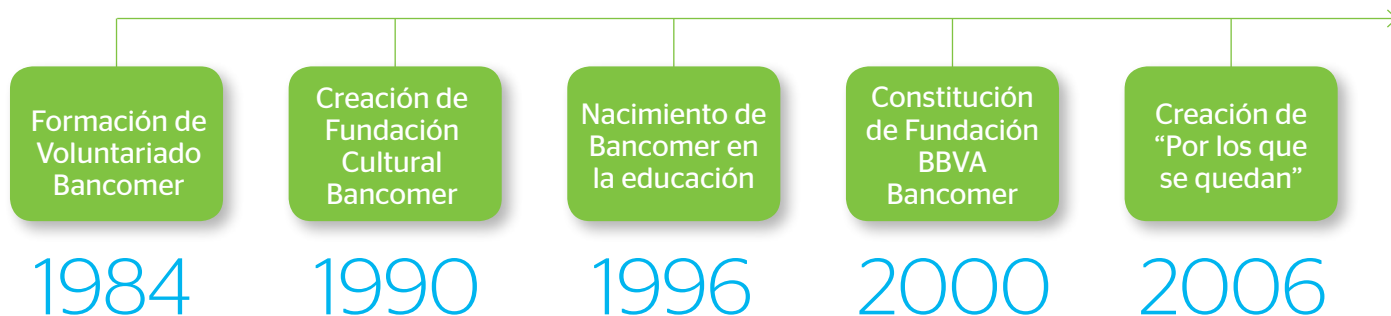 Formación de
Voluntariado
Bancomer
1984
Creación de
Fundación
Cultural
Bancomer
1990
Nacimiento de
Bancomer en
la educación
1996
Constitución
de Fundación
BBVA
Bancomer
2000
Creación de
“Por los que
se quedan”
2006